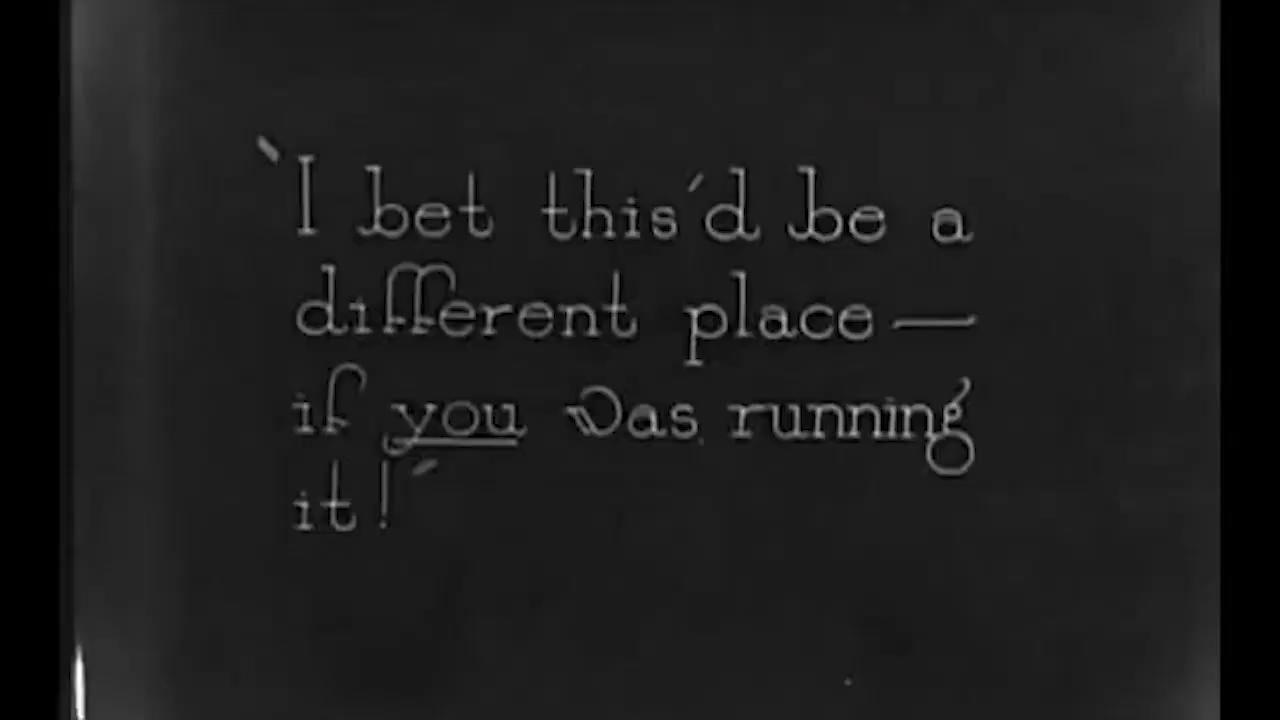 `I bet this'd be a
different place —
if you was running
it!´